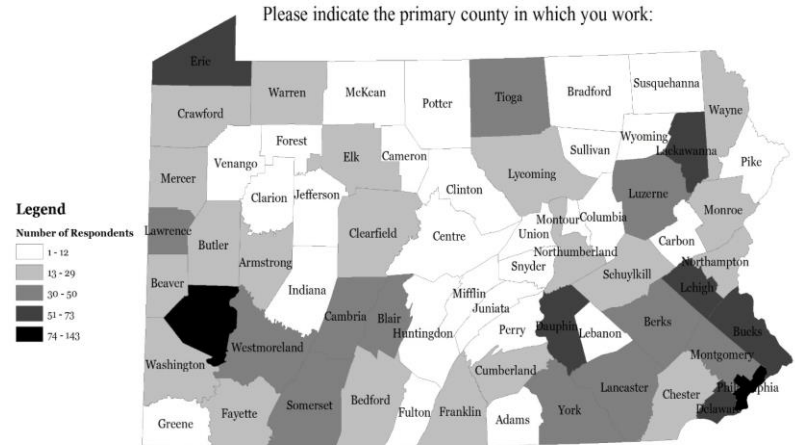 Please indicate the primary county in which you work:
Erie
Warren
McKean
Potter
Tioga
Bradford
Susquehanna
Wayne
Crawford
Forest
Venango
Elk
Cameron
Sullivan
Wyoming
Lackawanna
Pike
Mercer
Clarion
Jefferson
Clinton
Lycoming
Luzerne
Monroe
Lawrence
Butler
Armstrong
Clearfield
Centre
Union
Montour
Columbia
Carbon
Northumberland
Northampton
Snyder
Schuylkill
Lehigh
Beaver
Indiana
Mifflin
Juniata
Cambria
Blair
Huntingdon
Perry
Dauphin
Lebanon
Berks
Bucks
Westmoreland
Montgomery
Washington
Cumberland
Philadelphia
Lancaster
Chester
Delaware
Greene
Fayette
Somerset
Bedford
Fulton
Franklin
Adams
York
Legend
Number of Respondents
1 - 12
13 - 29
30 - 50
51 - 73
74 - 143